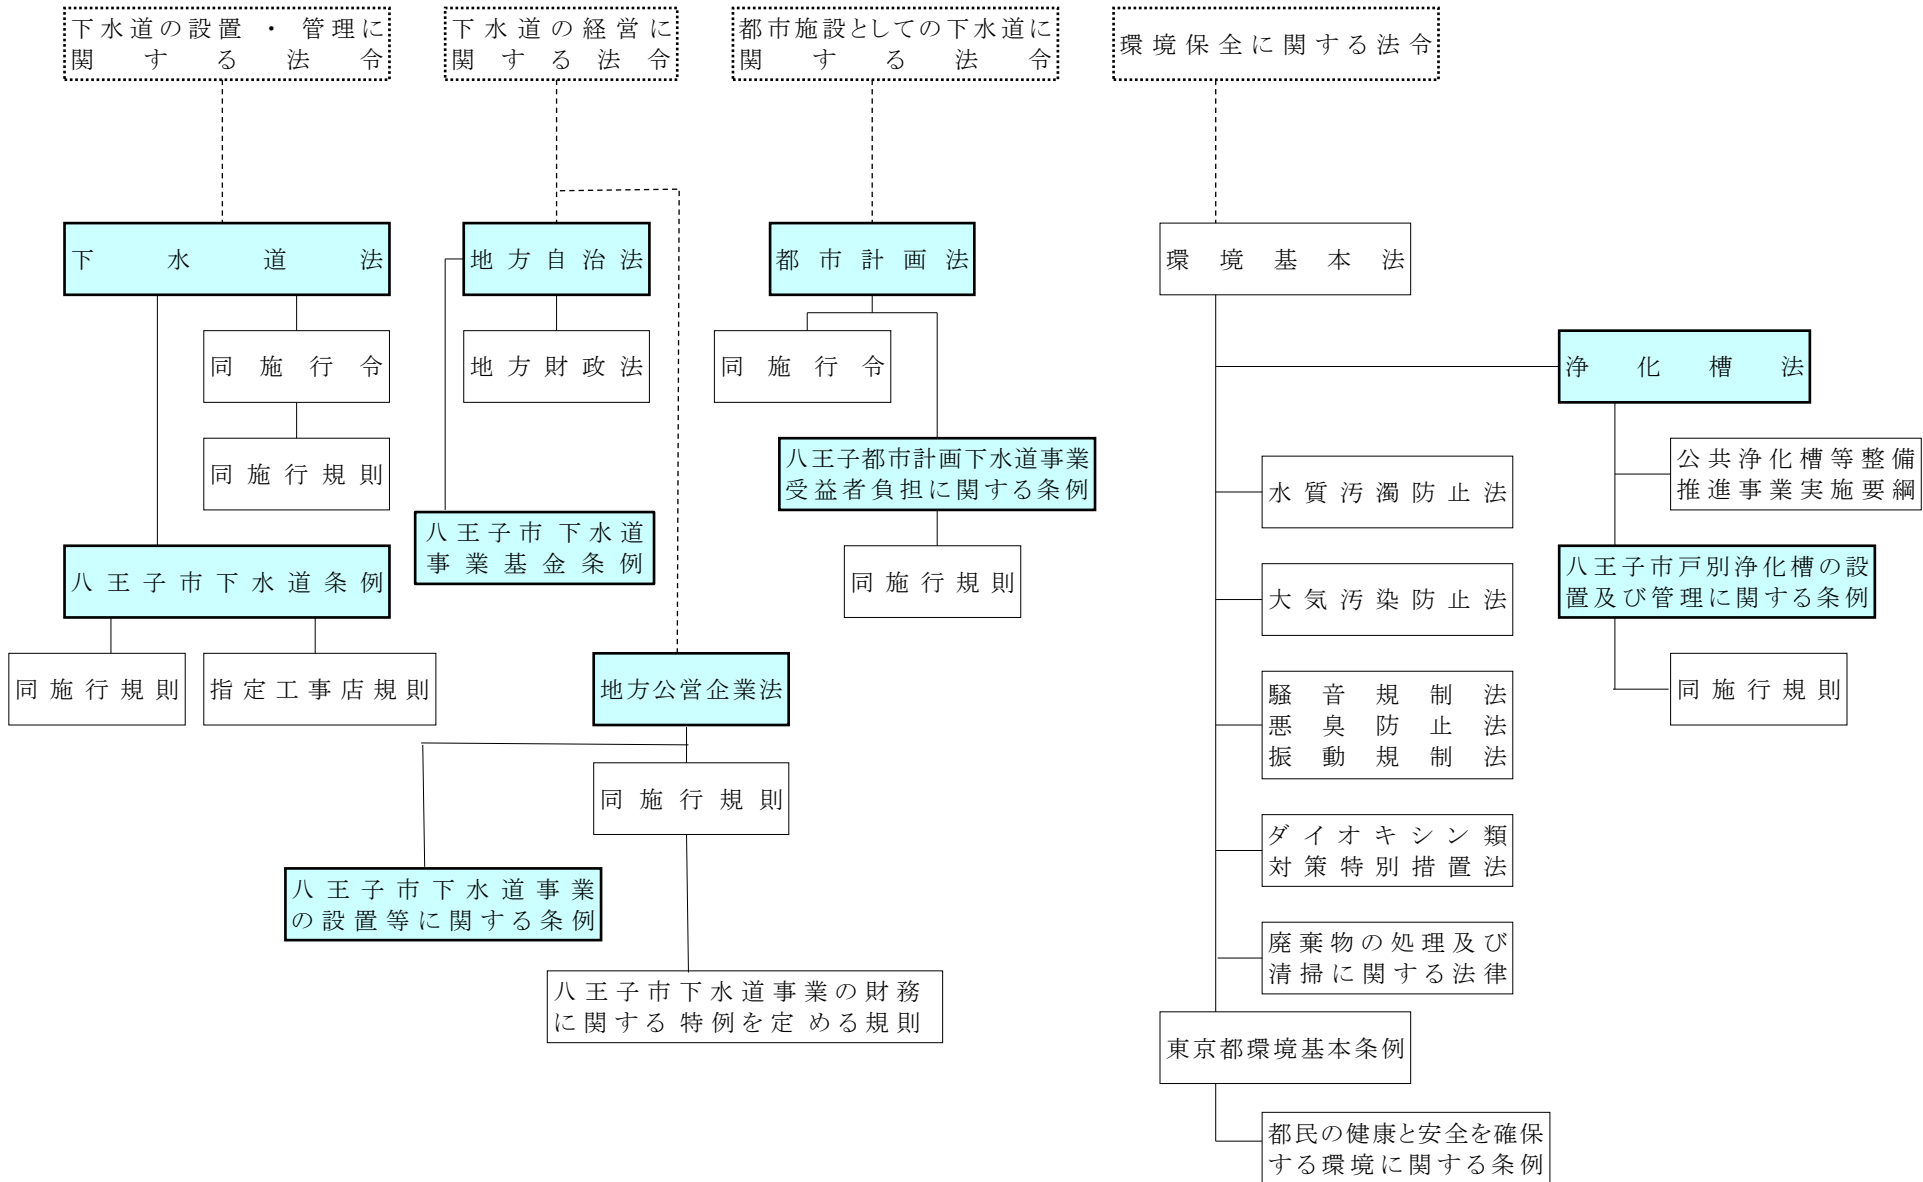 下水道の設置・管理に
関する法令
下水道の経営に
関する法令
都市施設としての下水道に
関する法令
環境保全に関する法令
下水道法
地方自治法
都市計画法
環境基本法
同施行令
地方財政法
同施行令
浄化槽法
同施行規則
八王子都市計画下水道事業
受益者負担に関する条例
水質汚濁防止法
公共浄化槽等整備
推進事業実施要綱
八王子市下水道
事業基金条例
八王子市下水道条例
同施行規則
大気汚染防止法
八王子市戸別浄化槽の設
置及び管理に関する条例
同施行規則
指定工事店規則
地方公営企業法
騒音規制法
悪臭防止法
振動規制法
同施行規則
同施行規則
ダイオキシン類
対策特別措置法
八王子市下水道事業
の設置等に関する条例
廃棄物の処理及び
清掃に関する法律
八王子市下水道事業の財務
に関する特例を定める規則
東京都環境基本条例
都民の健康と安全を確保
する環境に関する条例